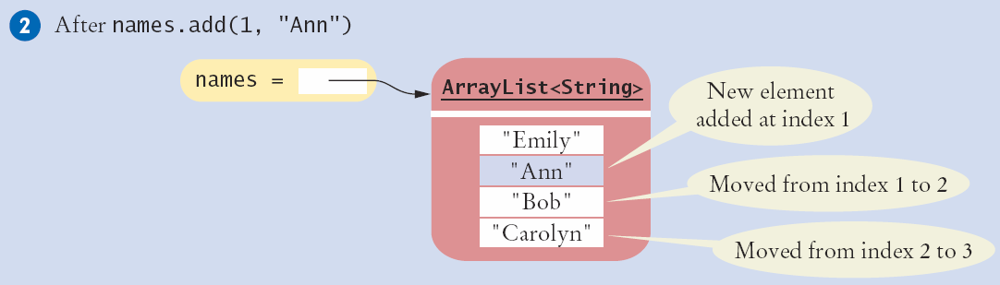 2 After names.add(1, "Ann")
names =
ArrayList<String>
New element
added at index 1
"Emily"
"Ann"
"Bob"
Moved from index 1 to 2
"Carolyn"
Moved from index 2 to 3